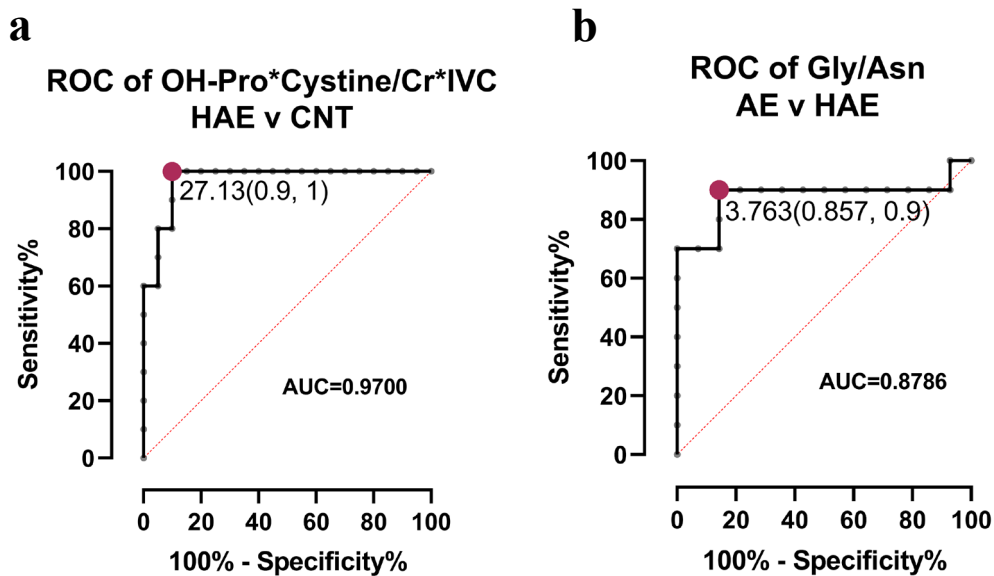 a
ROC of OH-Pro*Cystine/Cr*IVC
HAE v CNT
100
80
60
40
20
0
Sensitivity%
27.13(0.9, 1)
AUC=0.9700
0 20 40 60 80 100
100% - Specificity%
b
ROC of Gly/Asn
AE v HAE
100
80
60
40
20
0
Sensitivity%
3.763(0.857, 0.9)
AUC=0.8786
0 20 40 60 80 100
100% - Specificity%